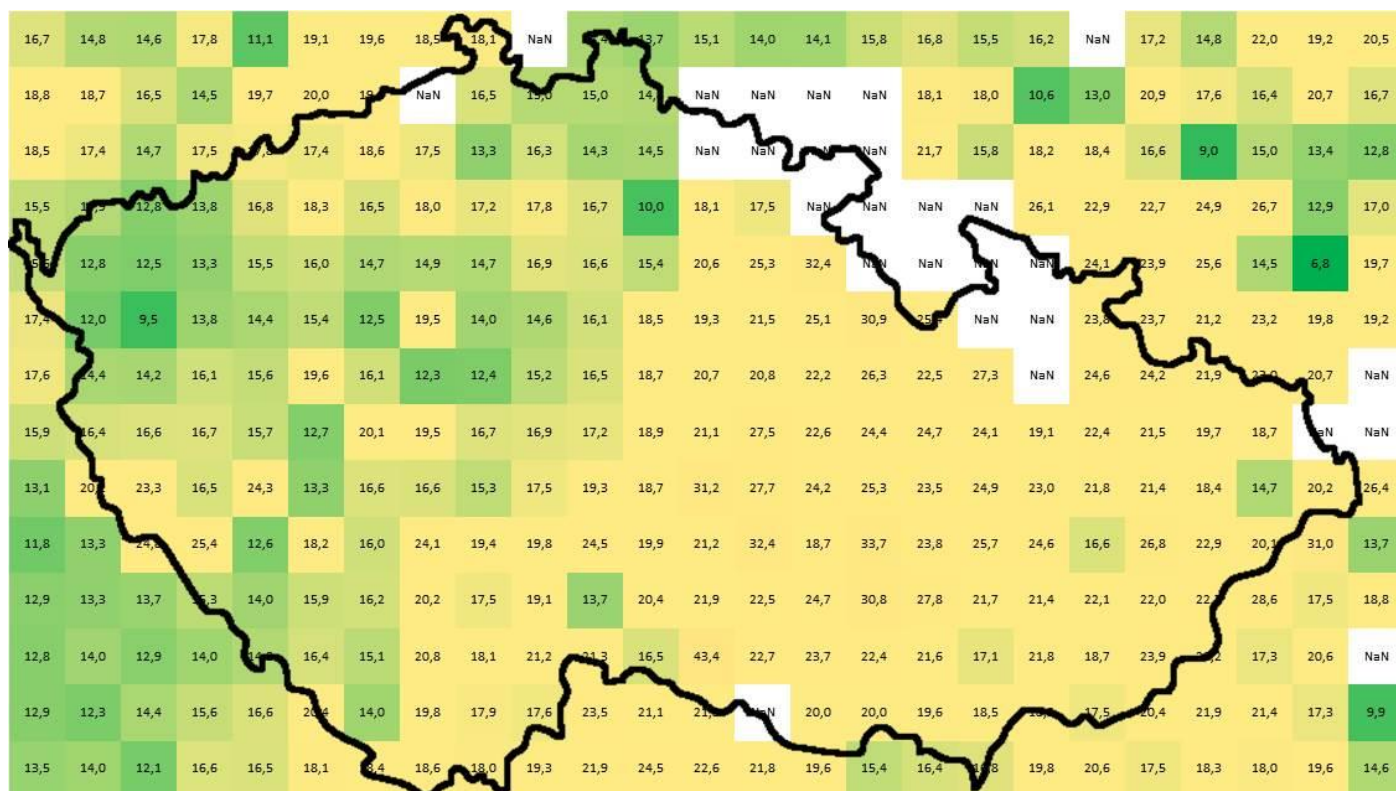 16,7 14,8 14,6 17,8 11,1 19,1 19,6 18,5 18,1 NaN 13,7 15,1 14,0 14,1 15,8 16,8 15,5 16,2 NaN 17,2 14,8 22,0 19,2 20,5
18,8 18,7 16,5 14,5 19,7 20,0 NaN 16,5 15,0 15,0 NaN NaN NaN NaN 18,1 18,0 10,6 13,0 20,9 17,6 16,4 20,7 16,7
18,5 17,4 14,7 17,5 17,4 18,6 17,5 13,3 16,3 14,3 14,5 NaN NaN NaN NaN 21,7 15,8 18,2 18,4 16,6 9,0 15,0 13,4 12,8
15,5 12,8 13,8 16,8 18,3 16,5 18,0 17,2 17,8 16,7 10,0 18,1 17,5 NaN NaN NaN NaN 26,1 22,9 22,7 24,9 26,7 12,9 17,0
12,8 12,5 13,3 15,5 16,0 14,7 14,9 14,7 16,9 16,6 15,4 20,6 25,3 32,4 NaN NaN NaN NaN 24,1 23,9 25,6 14,5 6,8 19,7
17,4 12,0 9,5 13,8 14,4 15,4 12,5 19,5 14,0 14,6 16,1 18,5 19,3 21,5 25,1 30,9 25,4 NaN NaN 23,8 23,7 21,2 23,2 19,8 19,2
17,6 14,4 14,2 16,1 15,6 19,6 16,1 12,3 12,4 15,2 16,5 18,7 20,7 20,8 22,2 26,3 22,5 27,3 NaN 24,6 24,2 21,9 20,7 NaN
15,9 16,4 16,6 16,7 15,7 12,7 20,1 19,5 16,7 16,9 17,2 18,9 21,1 27,5 22,6 24,4 24,7 24,1 19,1 22,4 21,5 19,7 18,7 NaN NaN
13,1 23,3 16,5 24,3 13,3 16,6 16,6 15,3 17,5 19,3 18,7 31,2 27,7 24,2 25,3 23,5 24,9 23,0 21,8 21,4 18,4 14,7 20,2 26,4
11,8 13,3 25,4 12,6 18,2 16,0 24,1 19,4 19,8 24,5 19,9 21,2 32,4 18,7 33,7 23,8 25,7 24,6 16,6 26,8 22,9 20,1 31,0 13,7
12,9 13,3 13,7 15,3 14,0 15,9 16,2 20,2 17,5 19,1 13,7 20,4 21,9 22,5 24,7 30,8 27,8 21,7 21,4 22,1 22,0 28,6 17,5 18,8
12,8 14,0 12,9 14,0 16,4 15,1 20,8 18,1 21,2 21,3 16,5 43,4 22,7 23,7 22,4 21,6 17,1 21,8 18,7 23,9 17,3 20,6 NaN
12,9 12,3 14,4 15,6 16,6 20,4 14,0 19,8 17,9 17,6 23,5 21,1 NaN 20,0 20,0 19,6 18,5 17,5 20,4 21,9 21,4 17,3 9,9
13,5 14,0 12,1 16,6 16,5 18,1 18,6 18,0 19,3 21,9 24,5 22,6 21,8 19,6 15,4 16,4 19,8 20,6 17,5 18,3 18,0 19,6 14,6